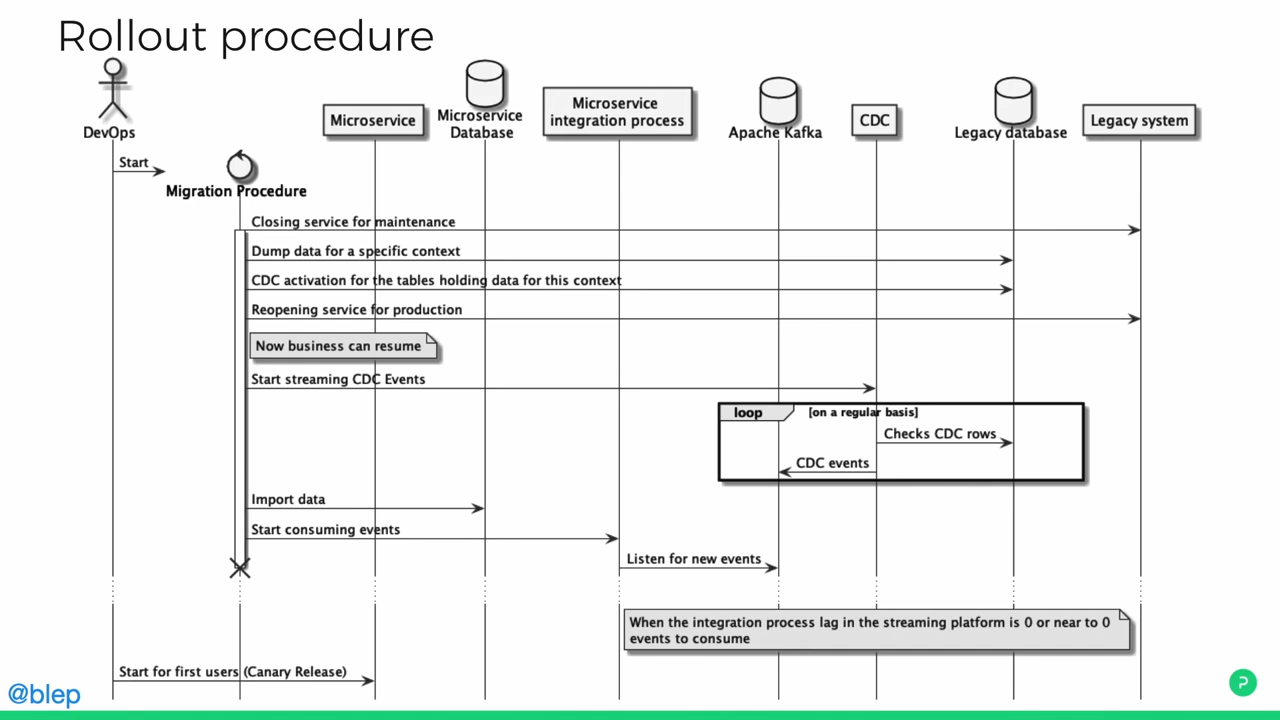 Rollout procedure
DevOps
Microservice
Microservice
Database
Microservice
integration process
Apache Kafka
CDC
Legacy database
Legacy system
Start
Migration Procedure
Closing service for maintenance
Dump data for a specific context
CDC activation for the tables holding data for this context
Reopening service for production
Now business can resume
Start streaming CDC Events
loop
[on a regular basis]
Checks CDC rows
CDC events
Import data
Start consuming events
Listen for new events
When the integration process lag in the streaming platform is 0 or near to 0
events to consume
Start for first users (Canary Release)
@blep
P